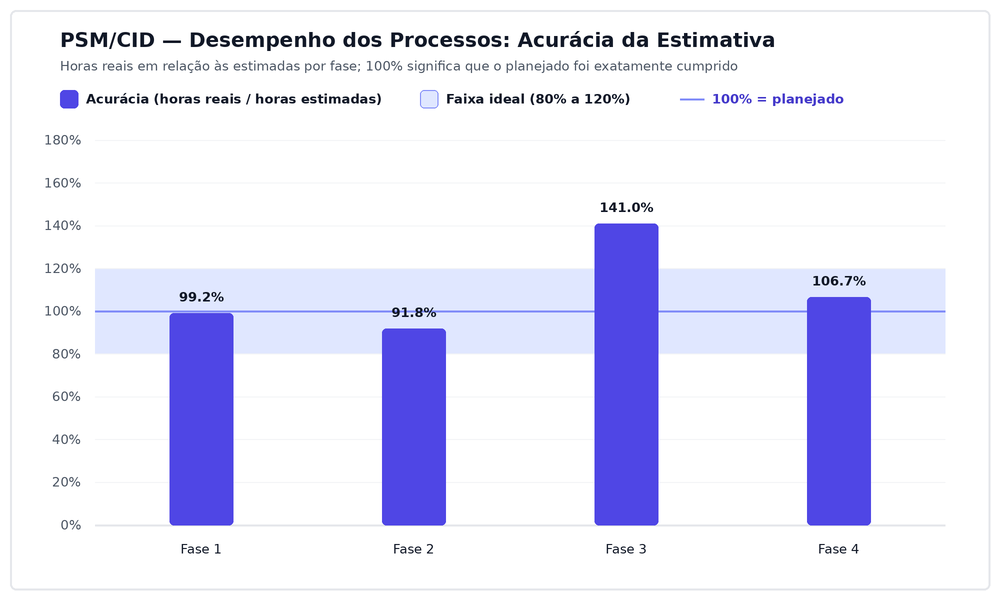 PSM/CID — Desempenho dos Processos: Acurácia da Estimativa
Horas reais em relação às estimadas por fase; 100% significa que o planejado foi exatamente cumprido
Acurácia (horas reais / horas estimadas)
Faixa ideal (80% a 120%)
100% = planejado
180%
160%
140%
120%
100%
80%
60%
40%
20%
0%
99.2%
91.8%
141.0%
106.7%
Fase 1
Fase 2
Fase 3
Fase 4